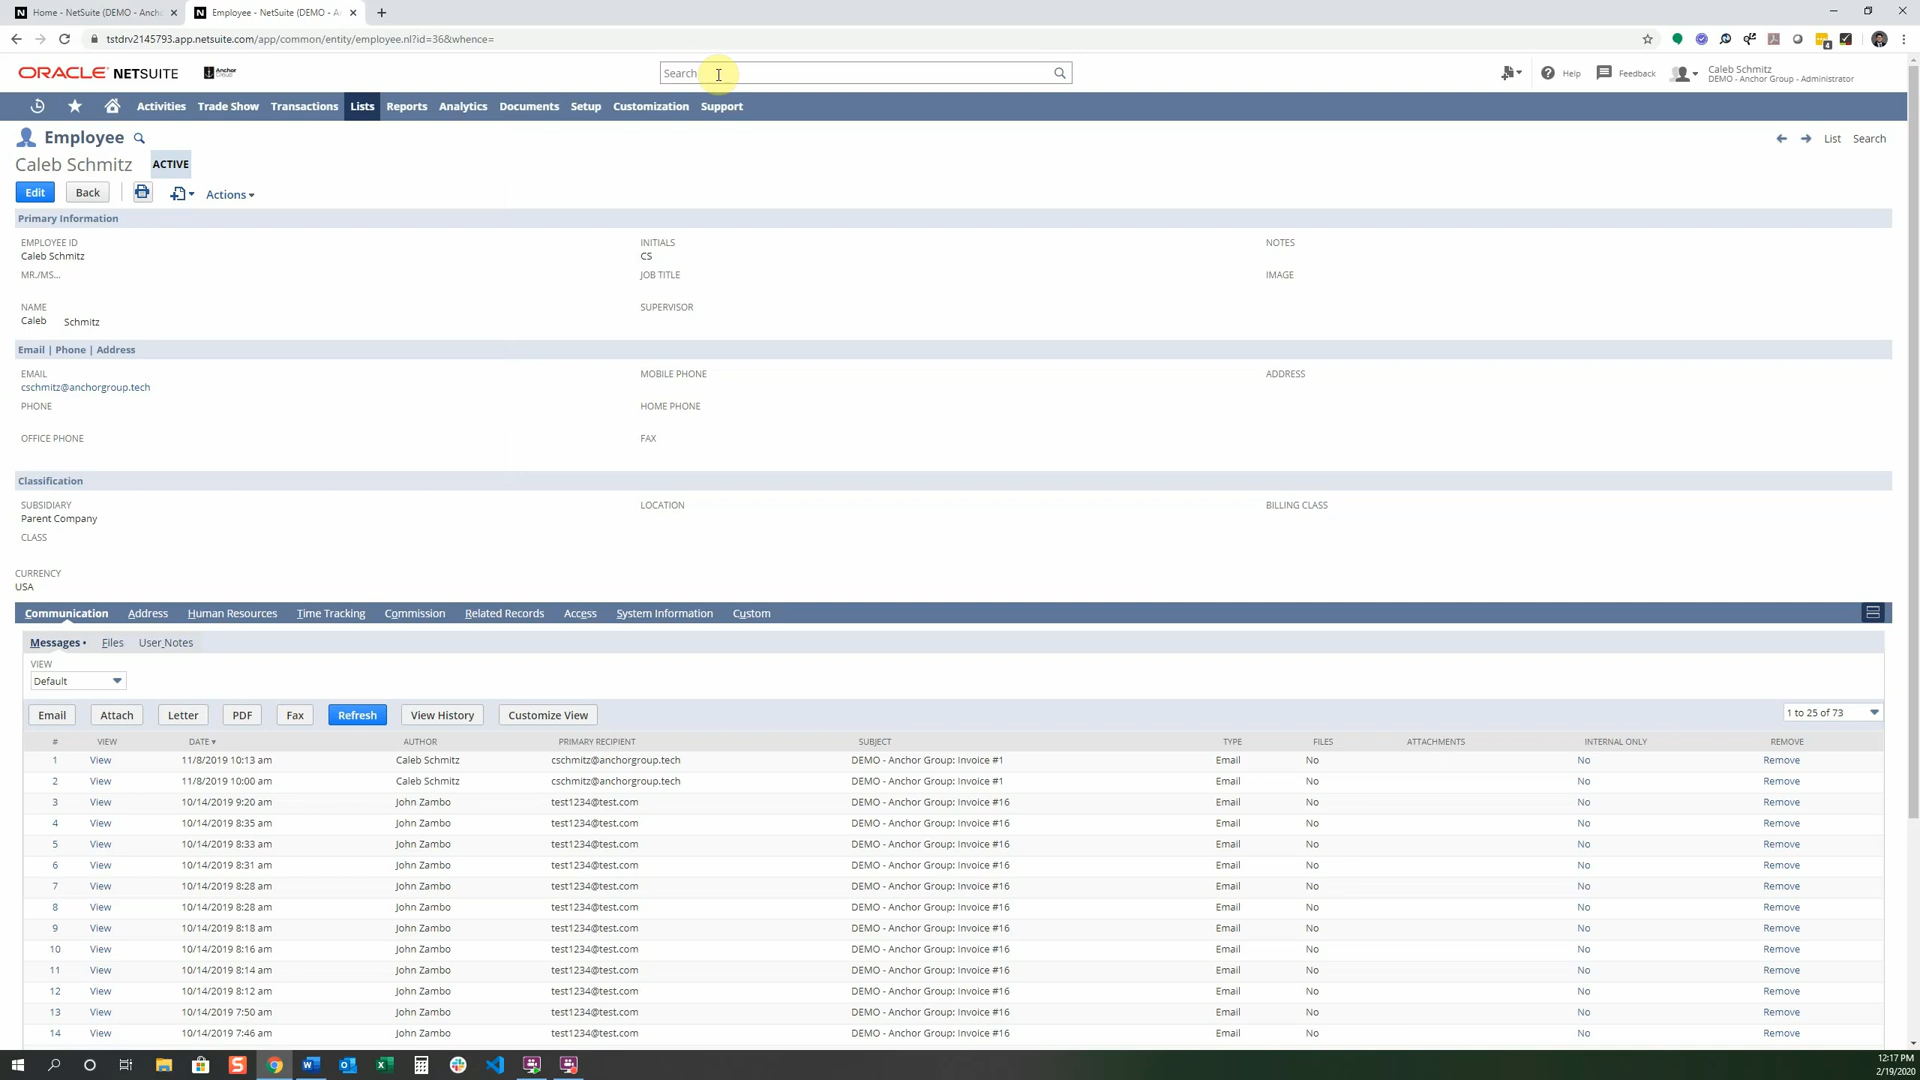 Home - NetSuite (DEMO - Ancho
Employee - NetSuite (DEMO - A
tstdrv2145793.app.netsuite.com/app/common/entity/employee.nl?id=36&whence=
ORACLE NETSUITE
Anchor
Search
Help
Feedback
Caleb Schmitz
DEMO - Anchor Group - Administrator
Activities Trade Show Transactions Lists Reports Analytics Documents Setup Customization Support
Employee
List Search
Caleb Schmitz ACTIVE
Edit Back Actions
Primary Information
EMPLOYEE ID
Caleb Schmitz
INITIALS
CS
NOTES
MR./MS...
JOB TITLE
IMAGE
NAME
Caleb Schmitz
SUPERVISOR
Email | Phone | Address
EMAIL
cschmitz@anchorgroup.tech
MOBILE PHONE
ADDRESS
PHONE
HOME PHONE
OFFICE PHONE
FAX
Classification
SUBSIDIARY
Parent Company
LOCATION
BILLING CLASS
CLASS
CURRENCY
USA
Communication Address Human Resources Time Tracking Commission Related Records Access System Information Custom
Messages • Files User Notes
VIEW
Default
Email Attach Letter PDF Fax Refresh View History Customize View 1 to 25 of 73
# VIEW DATE AUTHOR PRIMARY RECIPIENT SUBJECT TYPE FILES ATTACHMENTS INTERNAL ONLY REMOVE
1 View 11/8/2019 10:13 am Caleb Schmitz cschmitz@anchorgroup.tech DEMO - Anchor Group: Invoice #1 Email No No Remove
2 View 11/8/2019 10:00 am Caleb Schmitz cschmitz@anchorgroup.tech DEMO - Anchor Group: Invoice #1 Email No No Remove
3 View 10/14/2019 9:20 am John Zambo test1234@test.com DEMO - Anchor Group: Invoice #16 Email No No Remove
4 View 10/14/2019 8:35 am John Zambo test1234@test.com DEMO - Anchor Group: Invoice #16 Email No No Remove
5 View 10/14/2019 8:33 am John Zambo test1234@test.com DEMO - Anchor Group: Invoice #16 Email No No Remove
6 View 10/14/2019 8:31 am John Zambo test1234@test.com DEMO - Anchor Group: Invoice #16 Email No No Remove
7 View 10/14/2019 8:28 am John Zambo test1234@test.com DEMO - Anchor Group: Invoice #16 Email No No Remove
8 View 10/14/2019 8:28 am John Zambo test1234@test.com DEMO - Anchor Group: Invoice #16 Email No No Remove
9 View 10/14/2019 8:18 am John Zambo test1234@test.com DEMO - Anchor Group: Invoice #16 Email No No Remove
10 View 10/14/2019 8:16 am John Zambo test1234@test.com DEMO - Anchor Group: Invoice #16 Email No No Remove
11 View 10/14/2019 8:14 am John Zambo test1234@test.com DEMO - Anchor Group: Invoice #16 Email No No Remove
12 View 10/14/2019 8:12 am John Zambo test1234@test.com DEMO - Anchor Group: Invoice #16 Email No No Remove
13 View 10/14/2019 7:50 am John Zambo test1234@test.com DEMO - Anchor Group: Invoice #16 Email No No Remove
14 View 10/14/2019 7:46 am John Zambo test1234@test.com DEMO - Anchor Group: Invoice #16 Email No No Remove
12:17 PM
2/19/2020